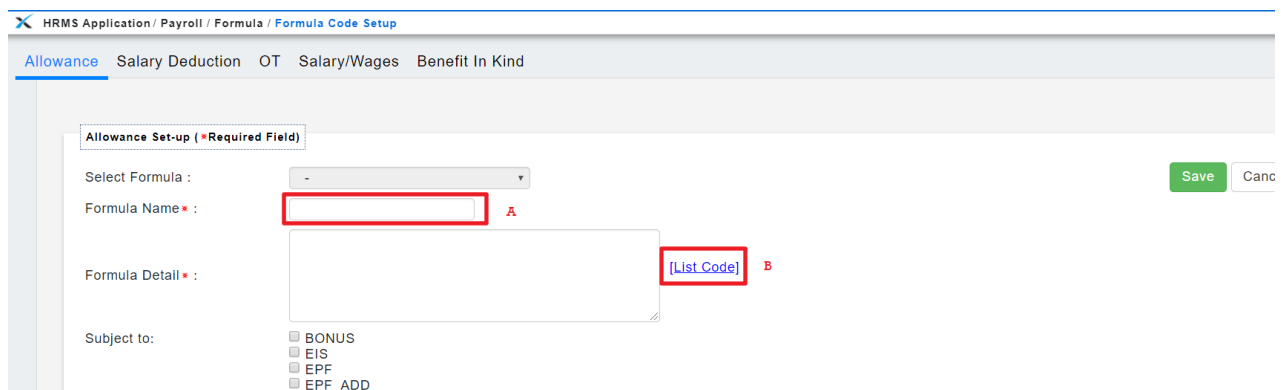 HRMS Application / Payroll / Formula / Formula Code Setup
Allowance Salary Deduction OT Salary/Wages Benefit In Kind
Allowance Set-up (*Required Field)
Select Formula : -
Save Canc
Formula Name* : A
Formula Detail* : [List Code] B
Subject to: BONUS
EIS
EPF
EPF_ADD